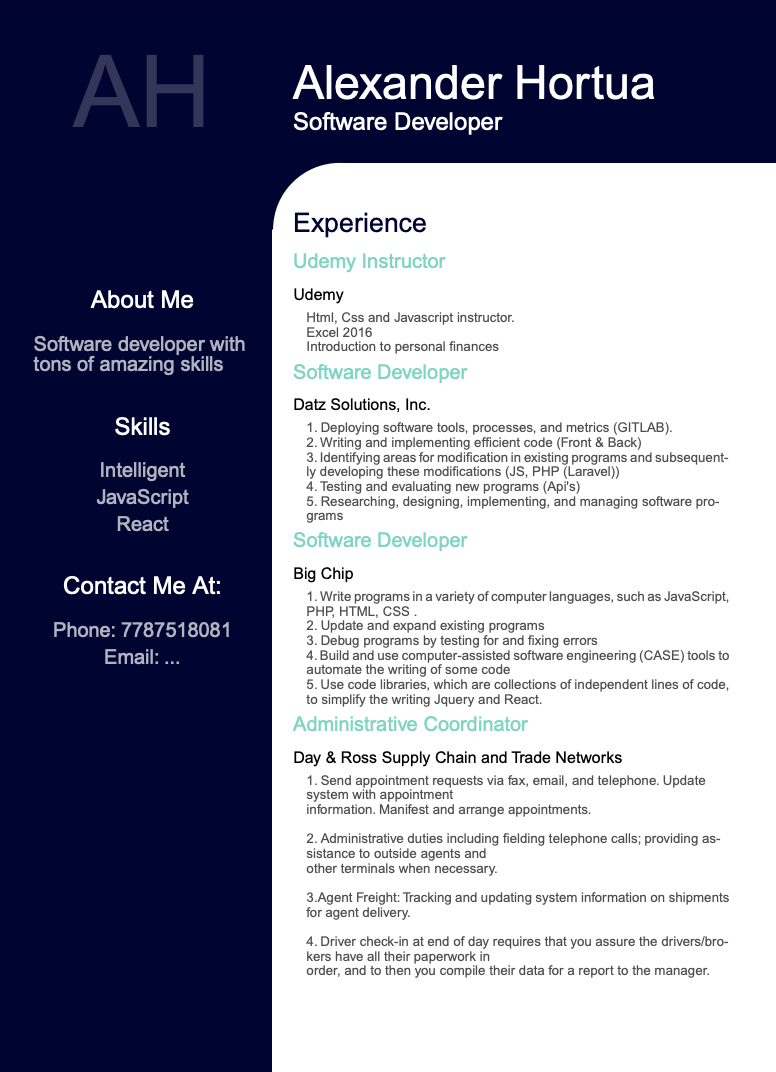 AH
Alexander Hortua
Software Developer
About Me
Software developer with
tons of amazing skills
Skills
Intelligent
JavaScript
React
Contact Me At:
Phone: 7787518081
Email: ...
Experience
Udemy Instructor
Udemy
Html, Css and Javascript instructor.
Excel 2016
Introduction to personal finances
Software Developer
Datz Solutions, Inc.
1. Deploying software tools, processes, and metrics (GITLAB).
2. Writing and implementing efficient code (Front & Back)
3. Identifying areas for modification in existing programs and subsequent-
ly developing these modifications (JS, PHP (Laravel))
4. Testing and evaluating new programs (Api's)
5. Researching, designing, implementing, and managing software pro-
grams
Software Developer
Big Chip
1. Write programs in a variety of computer languages, such as JavaScript,
PHP, HTML, CSS .
2. Update and expand existing programs
3. Debug programs by testing for and fixing errors
4. Build and use computer-assisted software engineering (CASE) tools to
automate the writing of some code
5. Use code libraries, which are collections of independent lines of code,
to simplify the writing Jquery and React.
Administrative Coordinator
Day & Ross Supply Chain and Trade Networks
1. Send appointment requests via fax, email, and telephone. Update
system with appointment
information. Manifest and arrange appointments.
2. Administrative duties including fielding telephone calls; providing as-
sistance to outside agents and
other terminals when necessary.
3.Agent Freight: Tracking and updating system information on shipments
for agent delivery.
4. Driver check-in at end of day requires that you assure the drivers/bro-
kers have all their paperwork in
order, and to then you compile their data for a report to the manager.